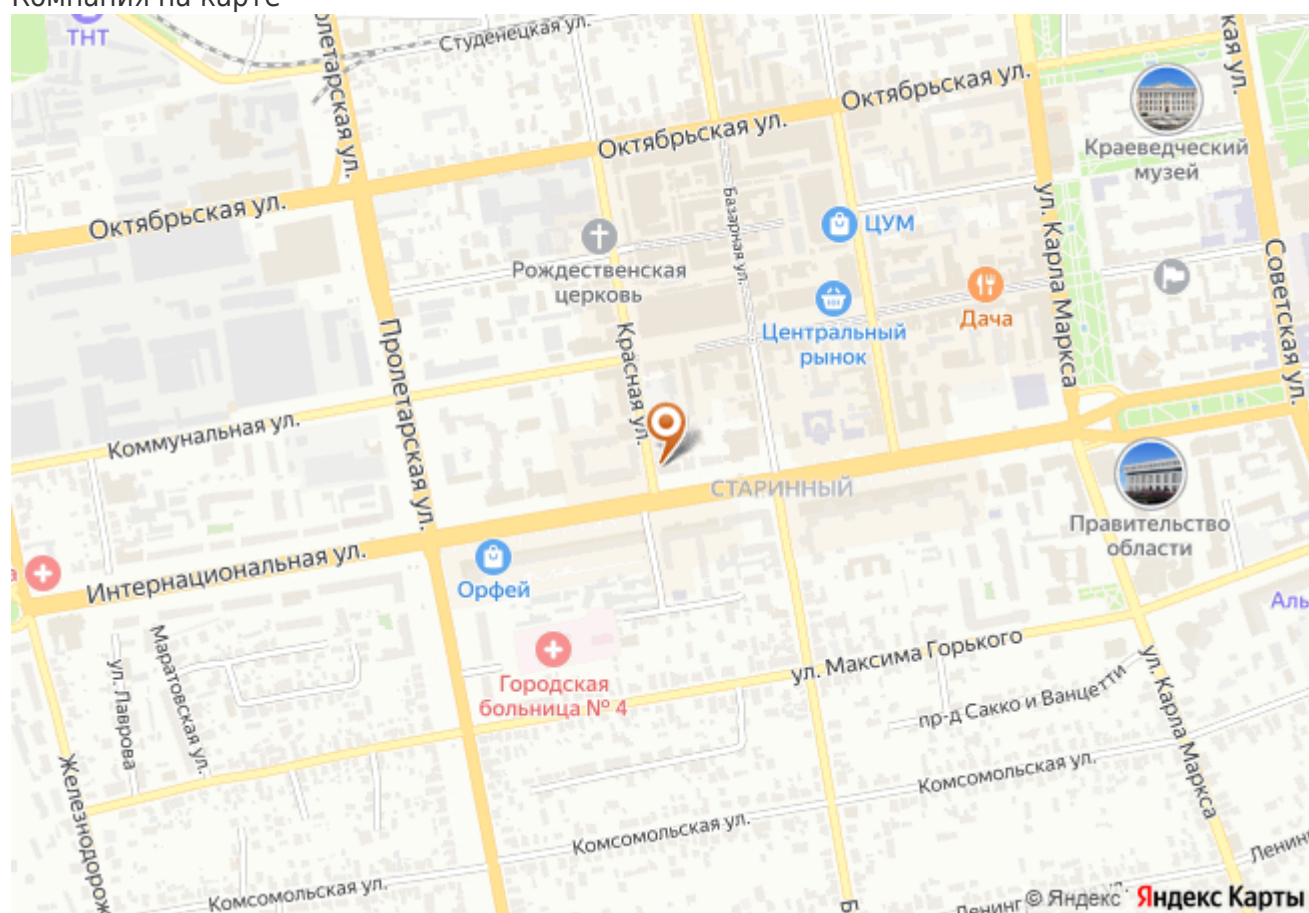 Компания на карте
ТНТ
Студенецкая ул.
Октябрьская ул.
Краеведческий
музей
Октябрьская ул.
Базарная ул.
ул. Карла Маркса
Октябрьская ул.
ЦУМ
Рождественская
церковь
Советская ул.
Дача
Центральный
рынок
Пролетарская ул.
Красная ул.
Коммунальная ул.
СТАРИННЫЙ
Правительство
области
Интернациональная ул.
Орфей
ул. Максима Горького
Маратовская ул.
ул. Лаврова
Городская
больница № 4
пр-д Сакко и Ванцетти
ул. Карла Маркса
Комсомольская ул.
Комсомольская ул.
Комсомольская ул.
© Яндекс Яндекс Карты